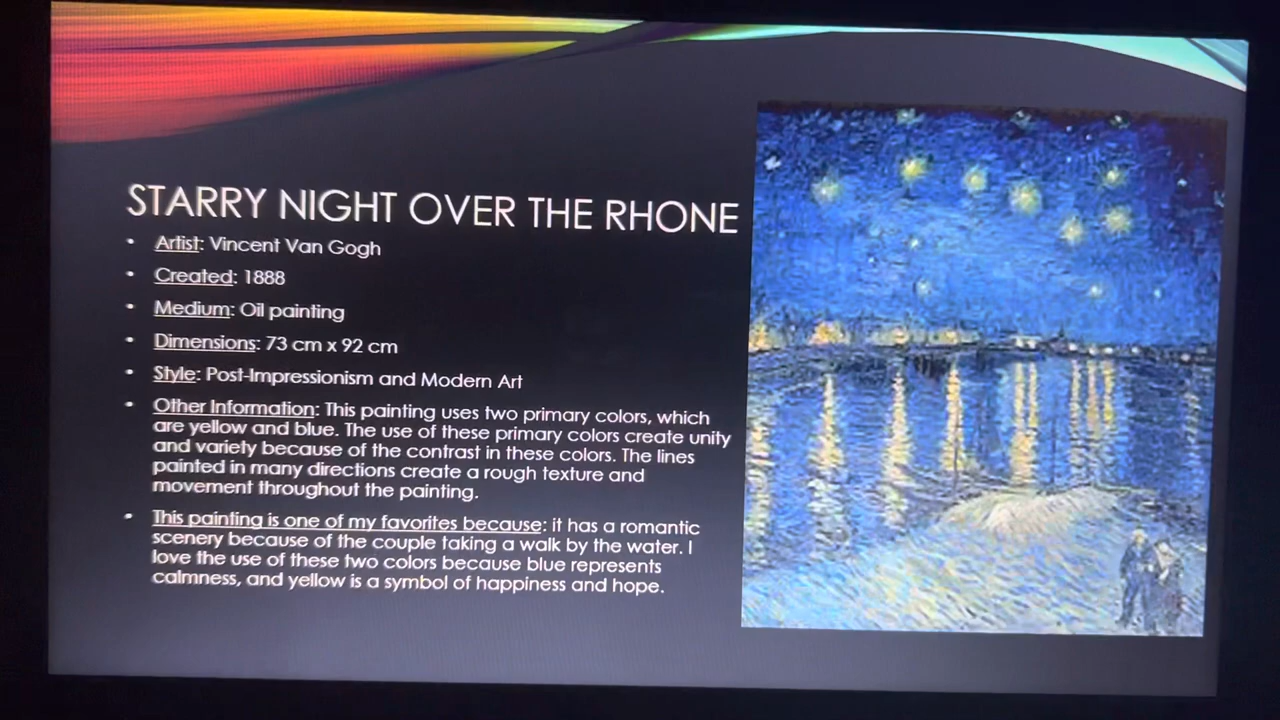 STARRY NIGHT OVER THE RHONE
• Artist: Vincent Van Gogh
• Created: 1888
• Medium: Oil painting
• Dimensions: 73 cm x 92 cm
• Style: Post-Impressionism and Modern Art
• Other Information: This painting uses two primary colors, which
are yellow and blue. The use of these primary colors create unity
and variety because of the contrast in these colors. The lines
painted in many directions create a rough texture and
movement throughout the painting.
• This painting is one of my favorites because: it has a romantic
scenery because of the couple taking a walk by the water. I
love the use of these two colors because blue represents
calmness, and yellow is a symbol of happiness and hope.